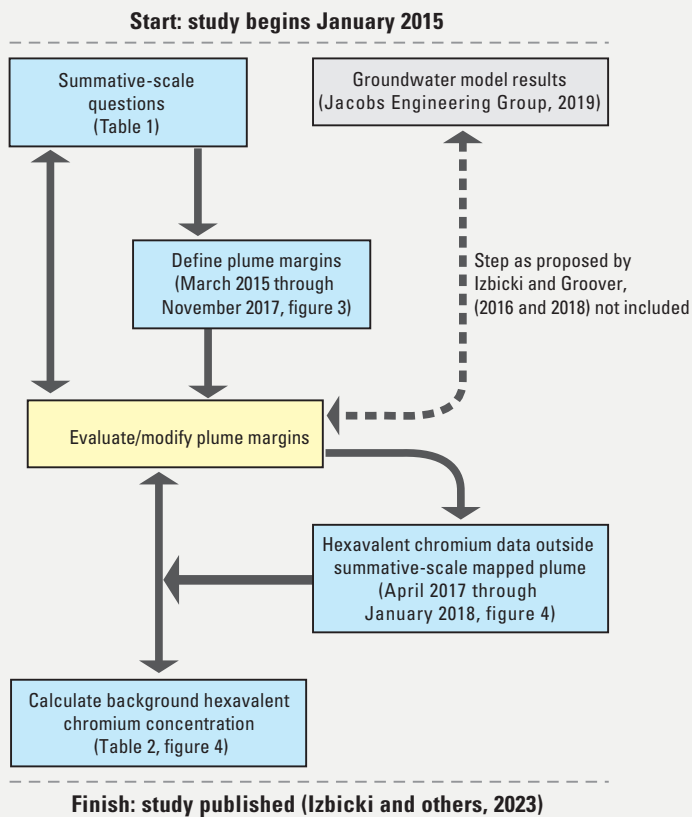 Start: study begins January 2015
Summative-scale
questions
(Table 1)
Groundwater model results
(Jacobs Engineering Group, 2019)
Define plume margins
(March 2015 through
November 2017, figure 3)
Step as proposed by
Izbicki and Groover,
(2016 and 2018) not included
Evaluate/modify plume margins
Hexavalent chromium data outside
summative-scale mapped plume
(April 2017 through
January 2018, figure 4)
Calculate background hexavalent
chromium concentration
(Table 2, figure 4)
Finish: study published (Izbicki and others, 2023)